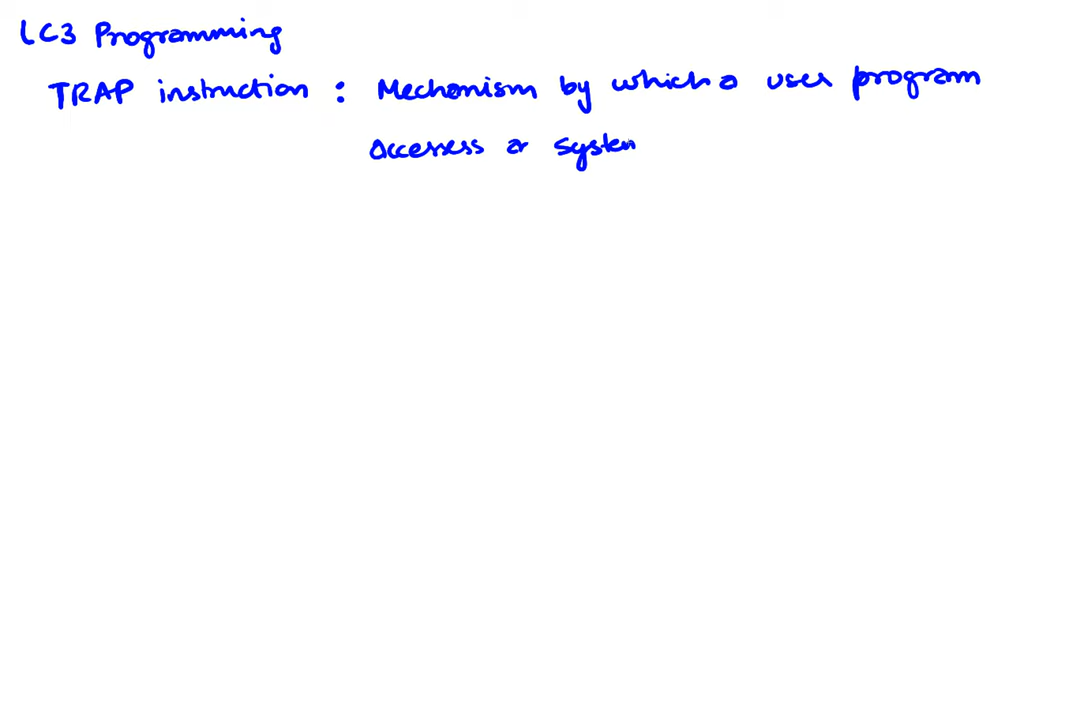 LC3 Programming
TRAP instruction : Mechanism by which a user program
accesses a system